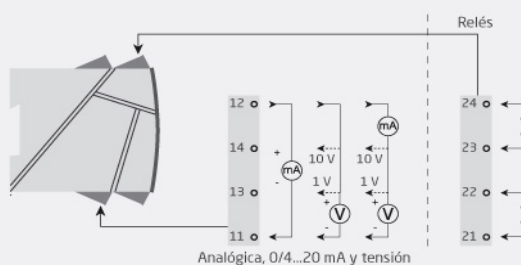 Relés
12
mA
24
14
+
mA
-
10 V
10 V
23
13
1 V
1 V
22
+
V
-
+
V
-
11
21
Analógica, 0/4...20 mA y tensión